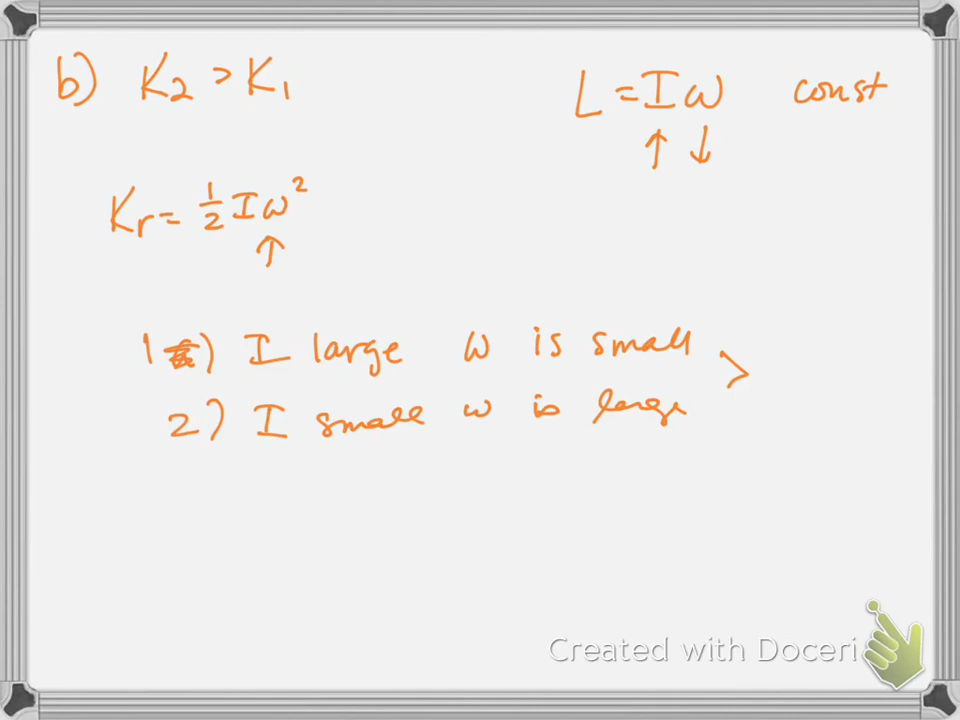 b) K₂ > K₁
L = Iω const
↑ ↓
Kr = ½ Iω²
↑
1) I large ω is small >
2) I small ω is large
Created with Doceri